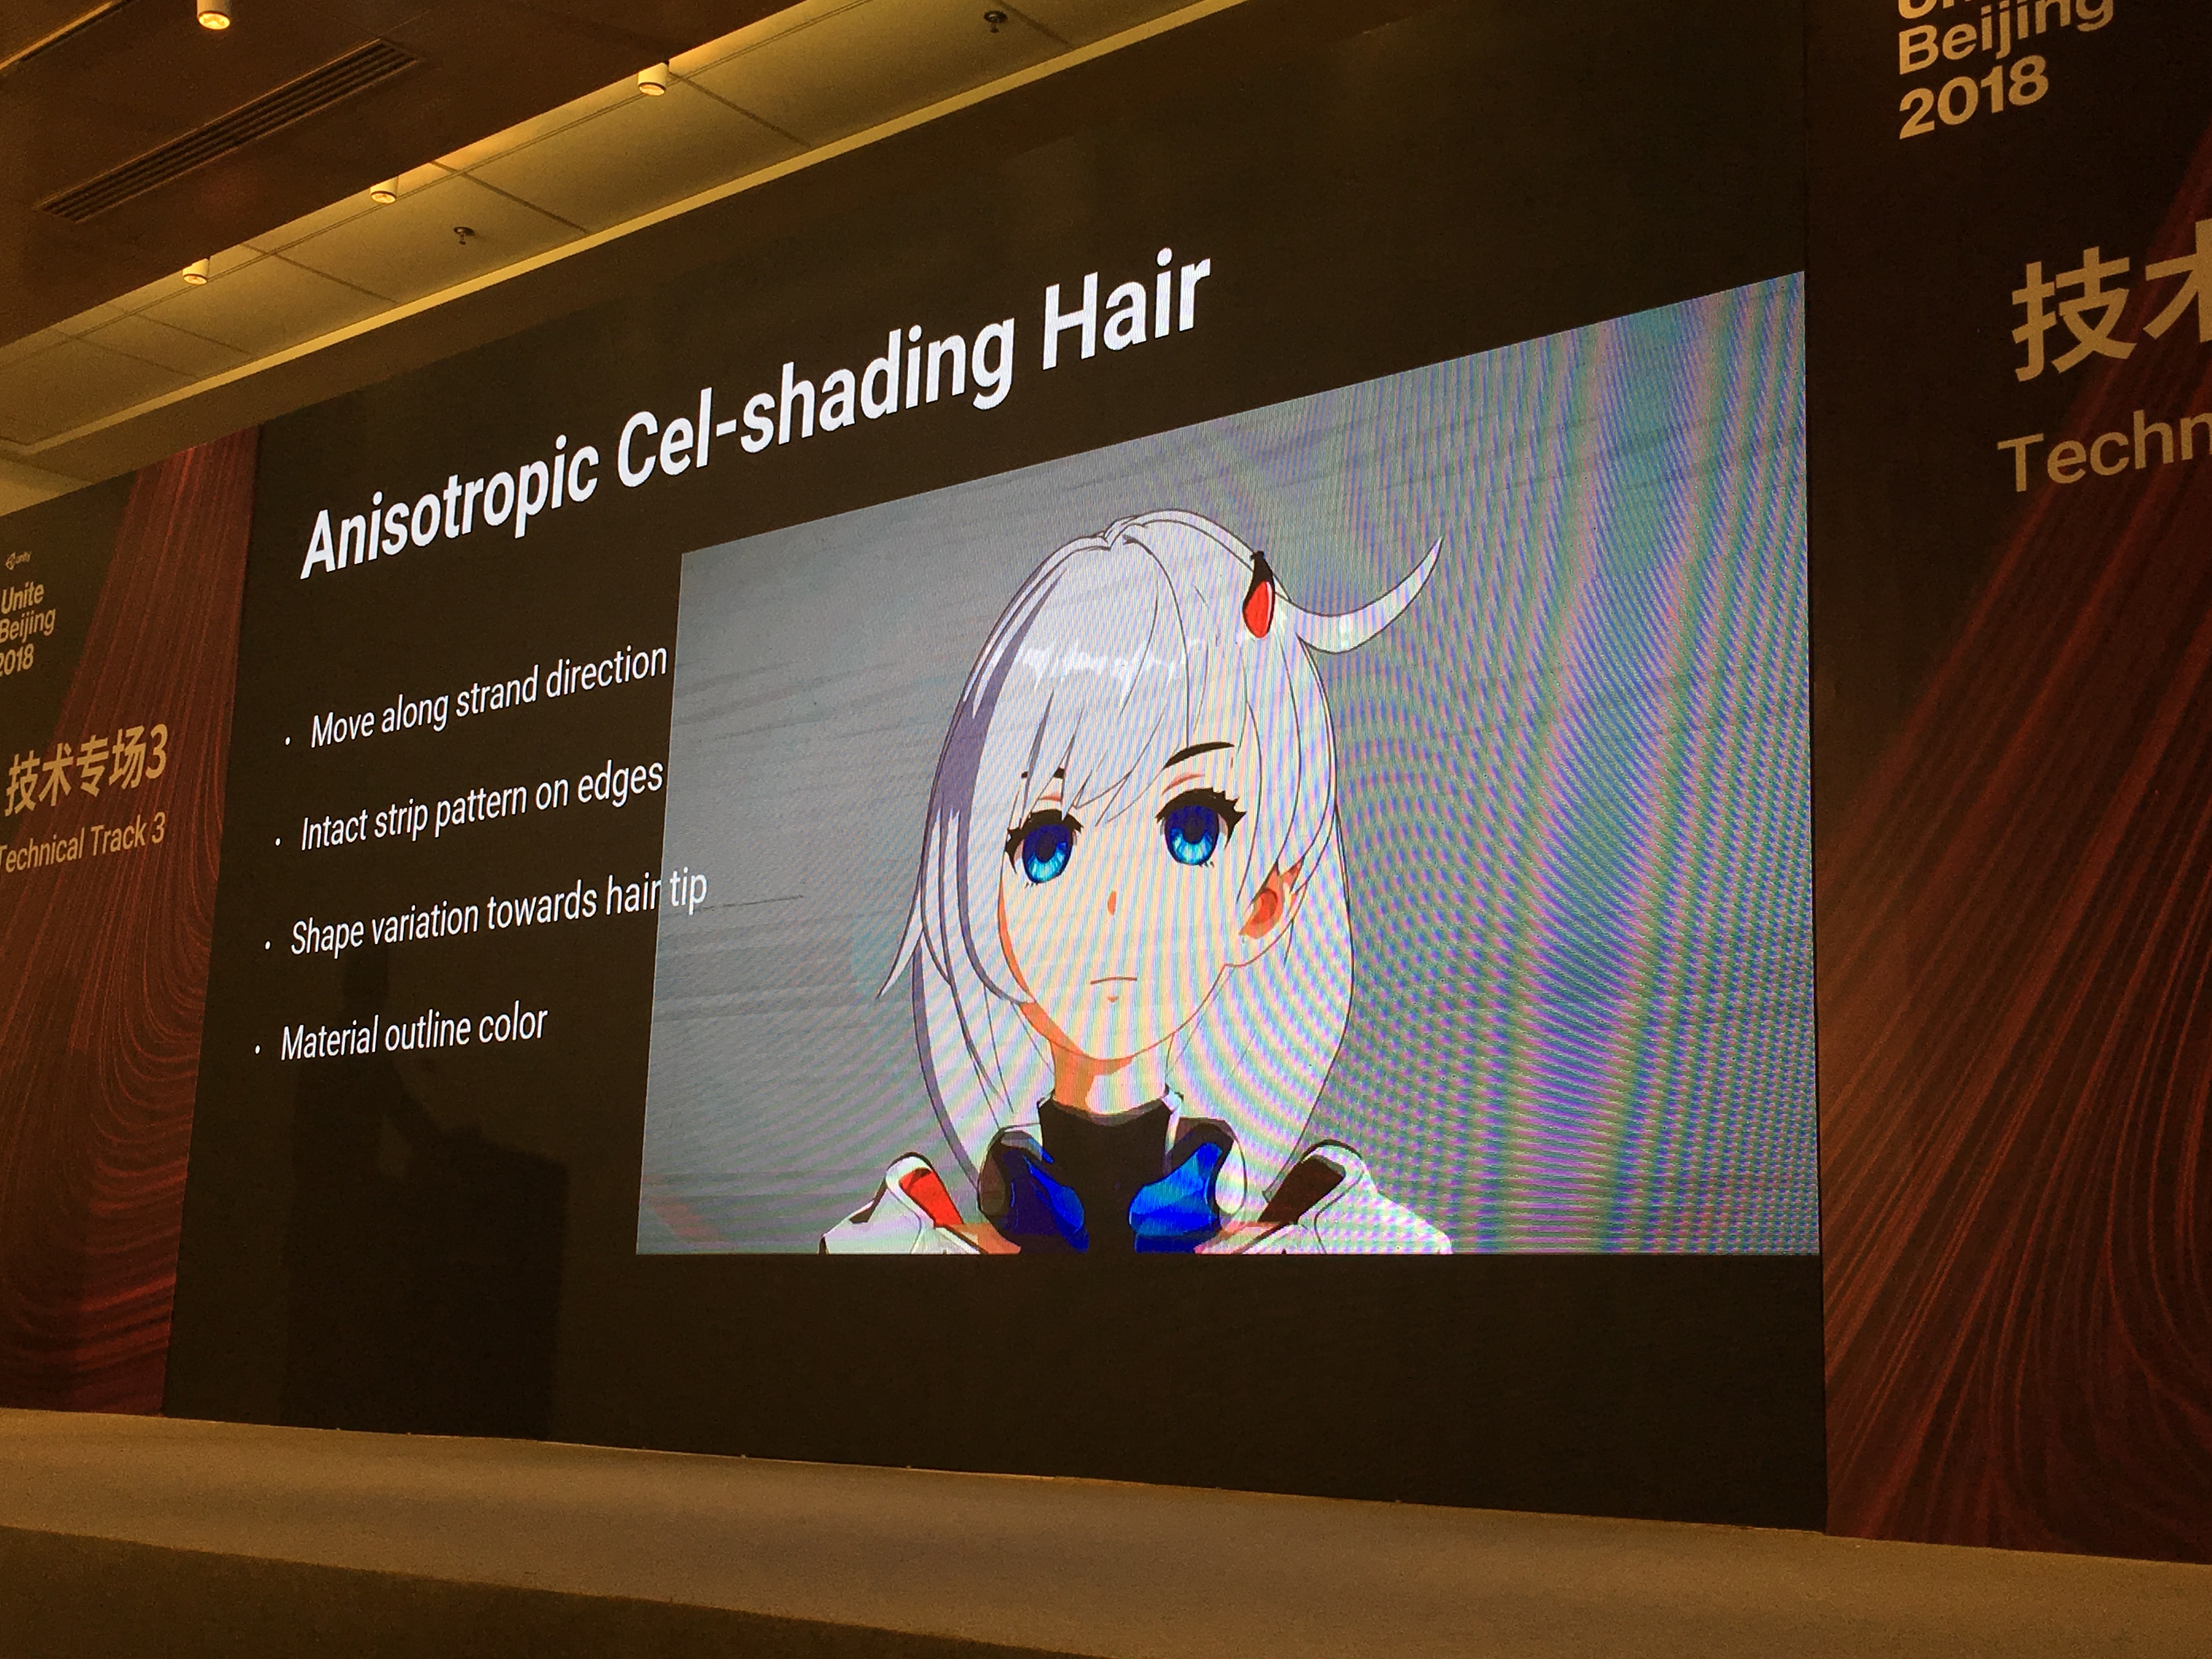 Anisotropic Cel-shading Hair
· Move along strand direction
· Intact strip pattern on edges
· Shape variation towards hair tip
· Material outline color
unity
Unite
Beijing
2018
技术专场3
Technical Track 3
Beijing
2018
技术
Techn